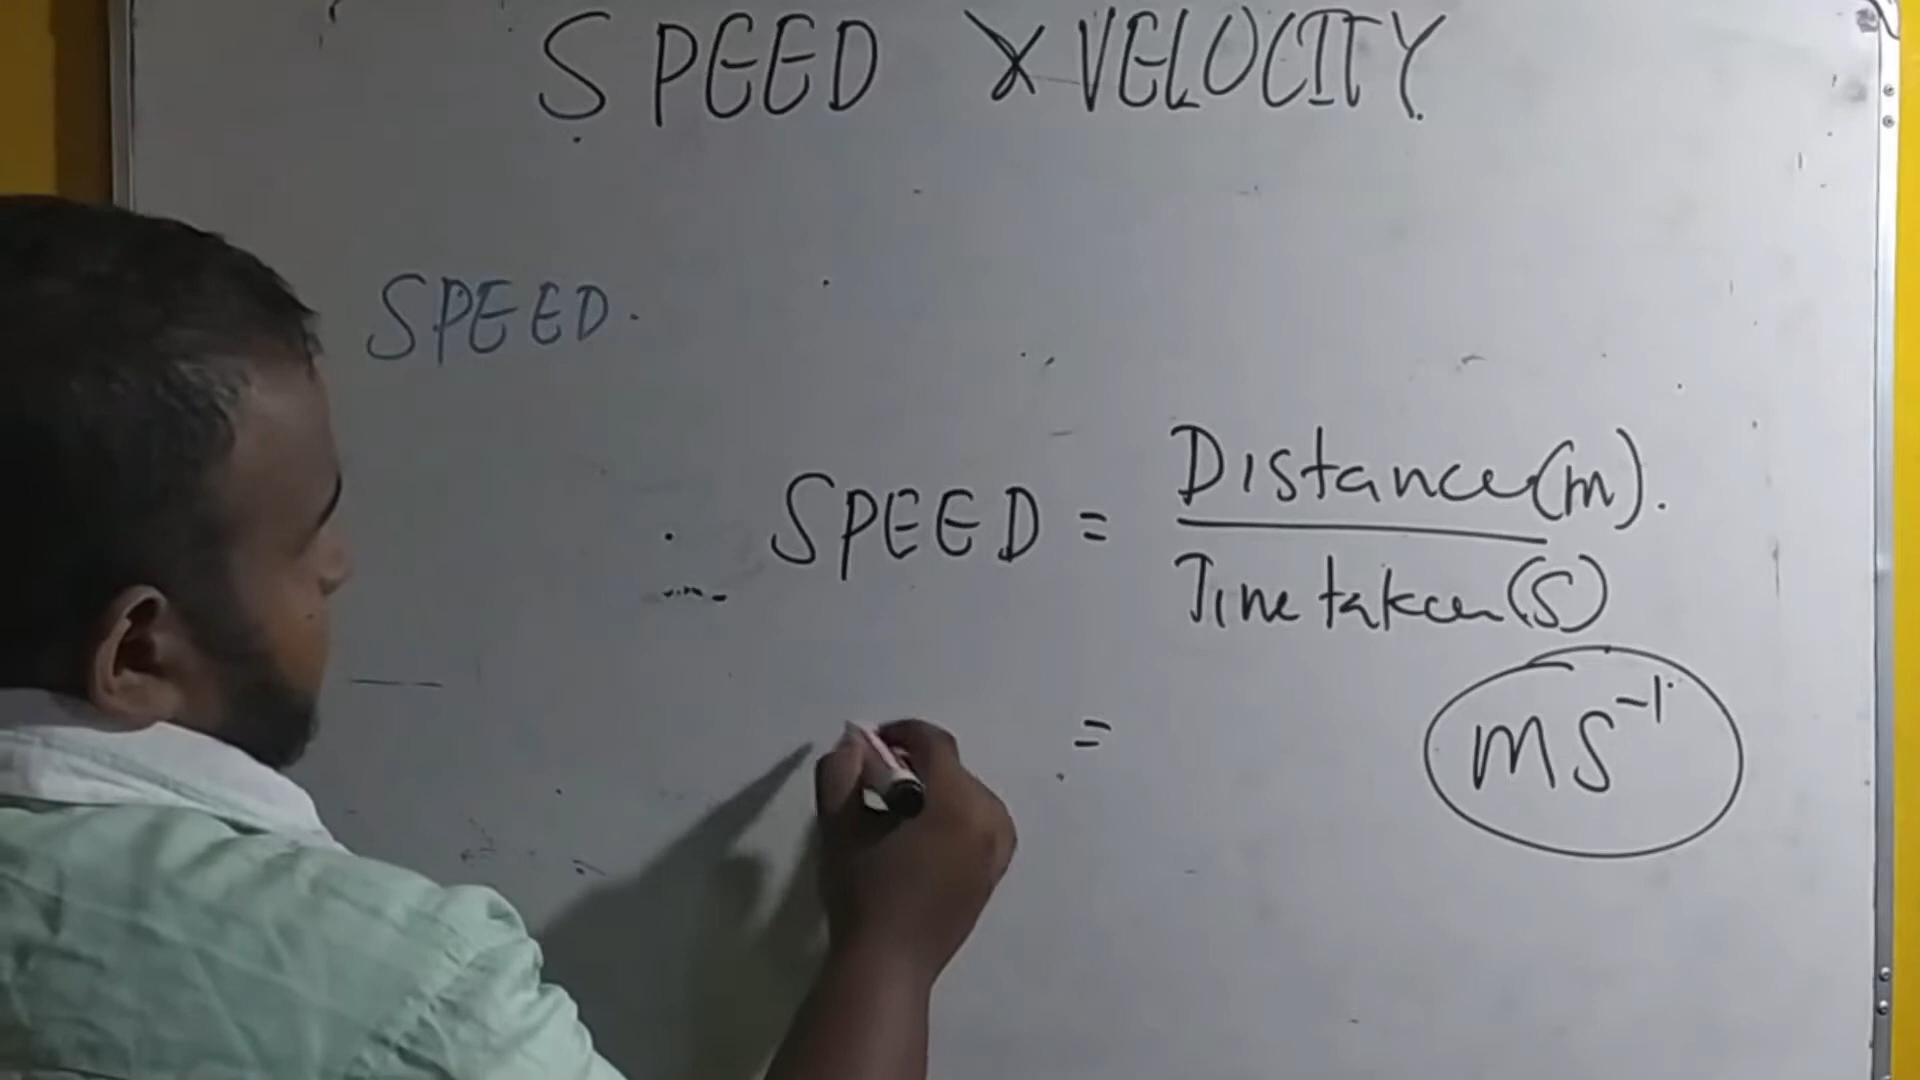 SPEED X VELOCITY
SPEED.
SPEED = Distance(m).
Time taken(s)
= ms⁻¹